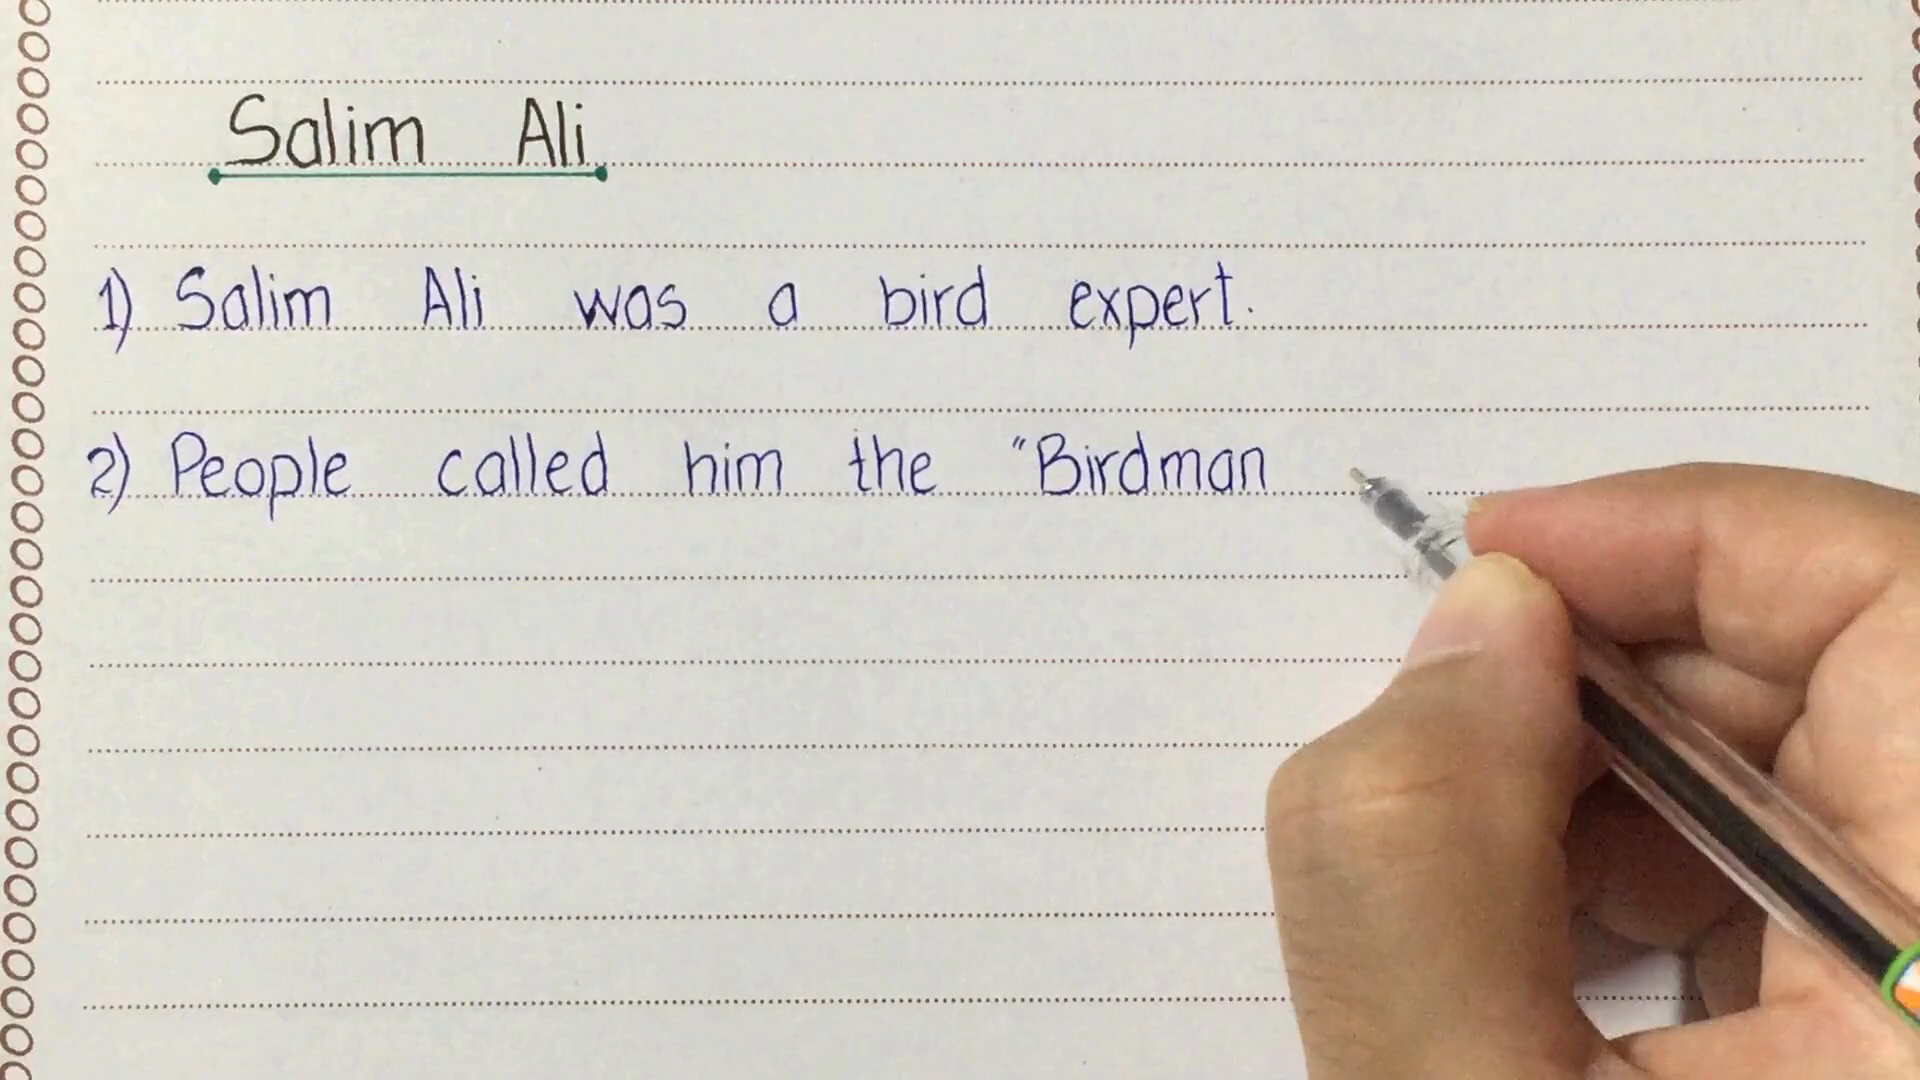 Salim Ali
1) Salim Ali was a bird expert.
2) People called him the "Birdman